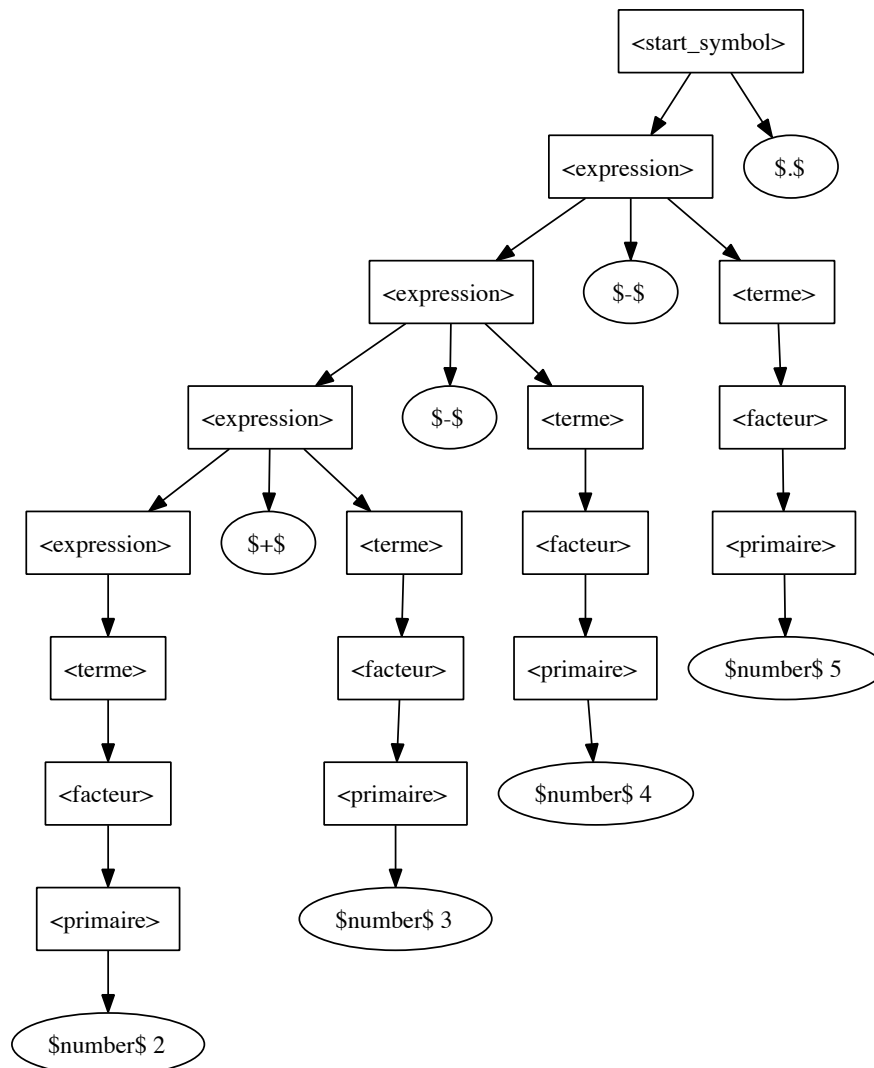 <start_symbol>
<expression>
$.$
<expression>
$-$
<terme>
<expression>
$-$
<terme>
<facteur>
<expression>
$+$
<terme>
<facteur>
<primaire>
<terme>
<facteur>
<primaire>
$number$ 5
<facteur>
<primaire>
$number$ 4
<primaire>
$number$ 3
$number$ 2